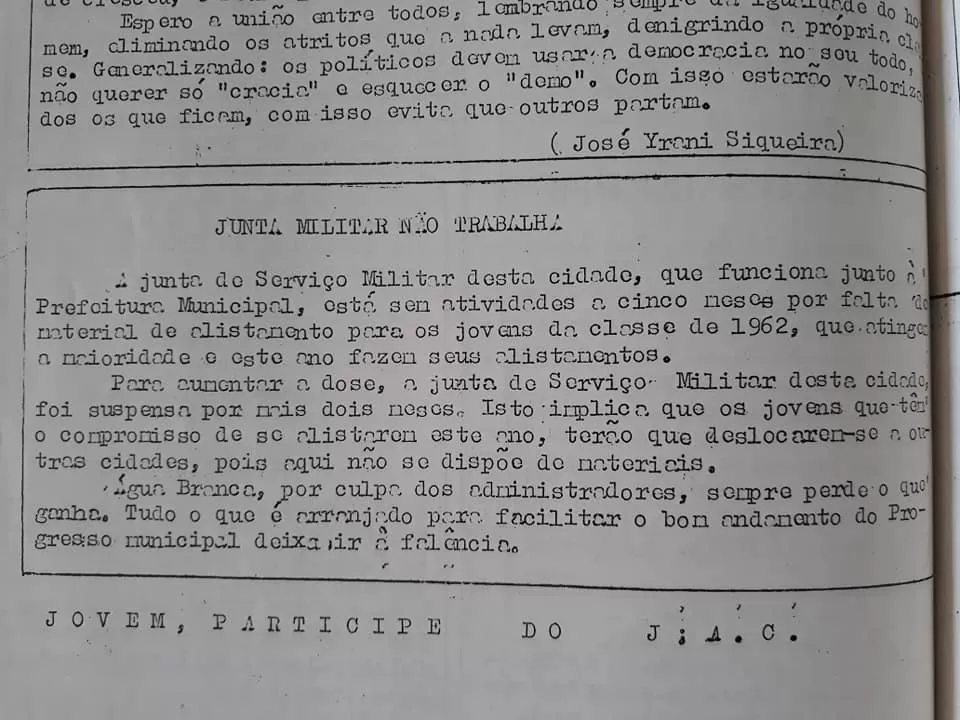 Espero a união entre todos, lembrando sempre da igualdade do ho
mem, eliminando os atritos que a nada levam, denigrindo a própria cla
se. Generalizando: os políticos devem usar a democracia no seu todo,
não querer só "cracia" e esquecer o "demo". Com isso estarão valoriza
dos os que ficam, com isso evita que outros partam.
( José Yrani Siqueira)
JUNTA MILITAR NÃO TRABALHA
A junta de Serviço Militar desta cidade, que funciona junto à
Prefeitura Municipal, está sem atividades a cinco meses por falta de
material de alistamento para os jovens da classe de 1962, que atingem
a maioridade e este ano fazem seus alistamentos.
Para aumentar a dose, a junta de Serviço Militar desta cidade,
foi suspensa por mais dois meses. Isto implica que os jovens que têm
o compromisso de se alistarem este ano, terão que deslocarem-se a ou-
tras cidades, pois aqui não se dispõe de materiais.
Água Branca, por culpa dos administradores, sempre perde o que
ganha. Tudo o que é arranjado para facilitar o bom andamento do Pro-
gresso municipal deixa ir à falência.
JOVEM, PARTICIPE DO J.A.C.